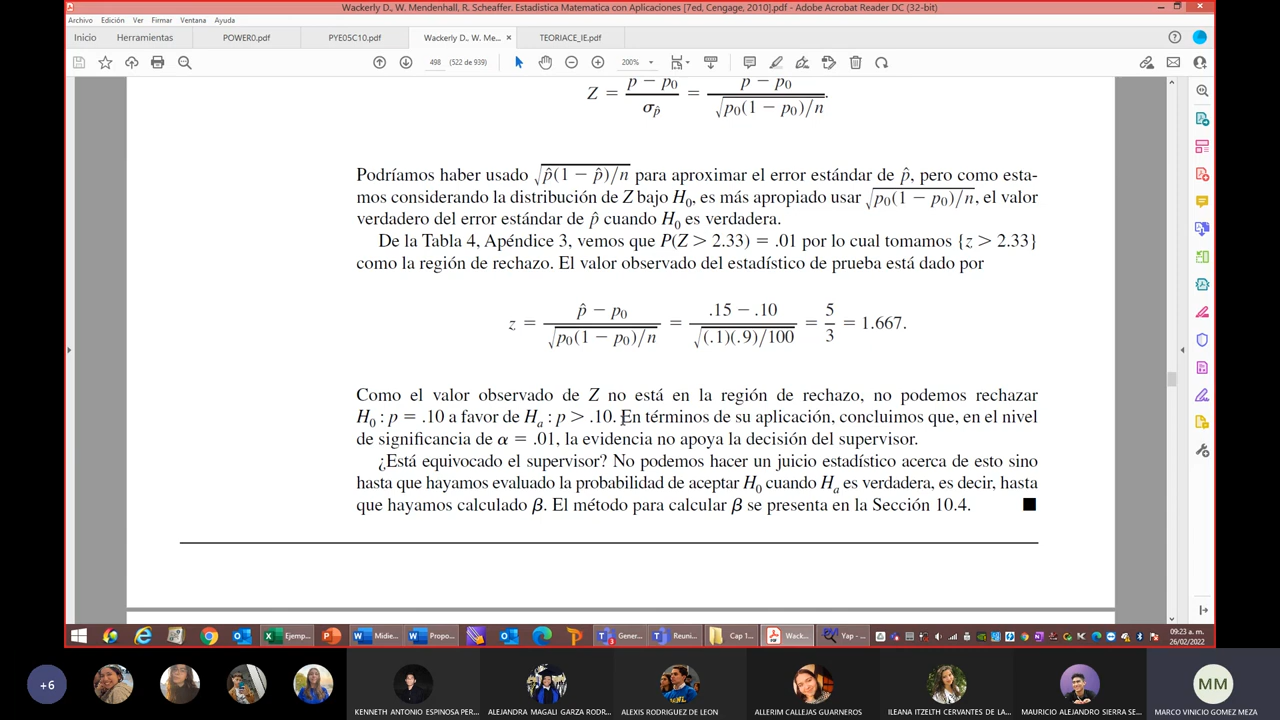 Wackerly D., W. Mendenhall, R. Scheaffer. Estadística Matematica con Aplicaciones [7ed, Cengage, 2010].pdf - Adobe Acrobat Reader DC (32-bit)
Archivo Edición Ver Firmar Ventana Ayuda
Inicio Herramientas POWER0.pdf PYE05C10.pdf Wackerly D., W. Me... × TEORIACE_IE.pdf
498 (522 de 939) 200%
Z = p̂ − p₀ / σp̂ = p̂ − p₀ / √p₀(1 − p₀)/n.
Podríamos haber usado √p̂(1 − p̂)/n para aproximar el error estándar de p̂, pero como esta-
mos considerando la distribución de Z bajo H₀, es más apropiado usar √p₀(1 − p₀)/n, el valor
verdadero del error estándar de p̂ cuando H₀ es verdadera.
De la Tabla 4, Apéndice 3, vemos que P(Z > 2.33) = .01 por lo cual tomamos {z > 2.33}
como la región de rechazo. El valor observado del estadístico de prueba está dado por
z = p̂ − p₀ / √p₀(1 − p₀)/n = .15 − .10 / √(.1)(.9)/100 = 5/3 = 1.667.
Como el valor observado de Z no está en la región de rechazo, no podemos rechazar
H₀ : p = .10 a favor de Hₐ : p > .10. En términos de su aplicación, concluimos que, en el nivel
de significancia de α = .01, la evidencia no apoya la decisión del supervisor.
¿Está equivocado el supervisor? No podemos hacer un juicio estadístico acerca de esto sino
hasta que hayamos evaluado la probabilidad de aceptar H₀ cuando Hₐ es verdadera, es decir, hasta
que hayamos calculado β. El método para calcular β se presenta en la Sección 10.4.
Ejemp... Midie... Propo... Gener... Reuni... Cap 1... Wack... Yap - ... 09:23 a. m.
26/02/2022
+6 MM
KENNETH ANTONIO ESPINOSA PER... ALEJANDRA MAGALI GARZA RODR... ALEXIS RODRIGUEZ DE LEON ALLERIM CALLEJAS GUARNEROS ILEANA ITZELTH CERVANTES DE LA... MAURICIO ALEJANDRO SIERRA SE... MARCO VINICIO GOMEZ MEZA